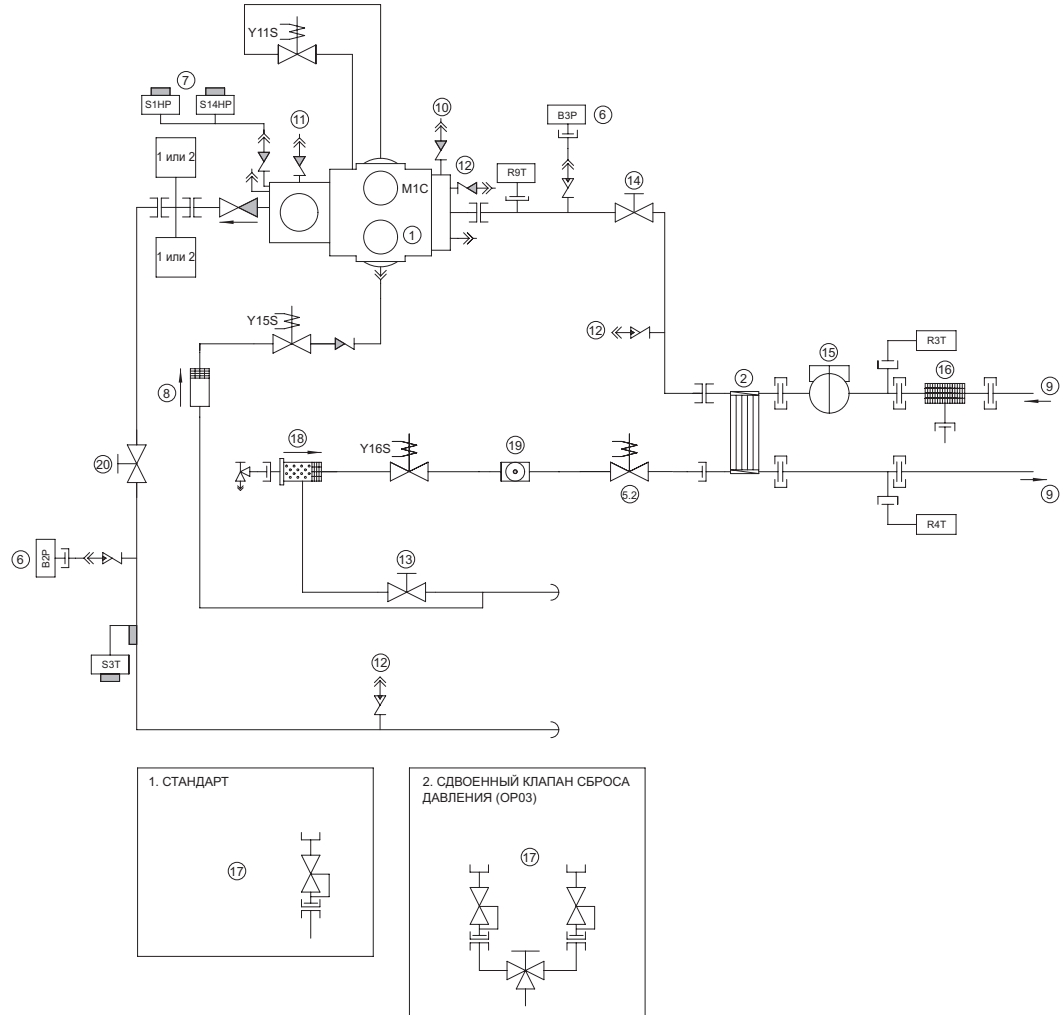 Y11S
7
S1HP
S14HP
10
B3P
6
11
1 или 2
12
R9T
14
M1C
1
1 или 2
Y15S
12
15
R3T
2
16
9
8
18
Y16S
19
20
5.2
9
R4T
6
B2P
13
S3T
12
1. СТАНДАРТ
17
2. СДВОЕННЫЙ КЛАПАН СБРОСА
ДАВЛЕНИЯ (OP03)
17